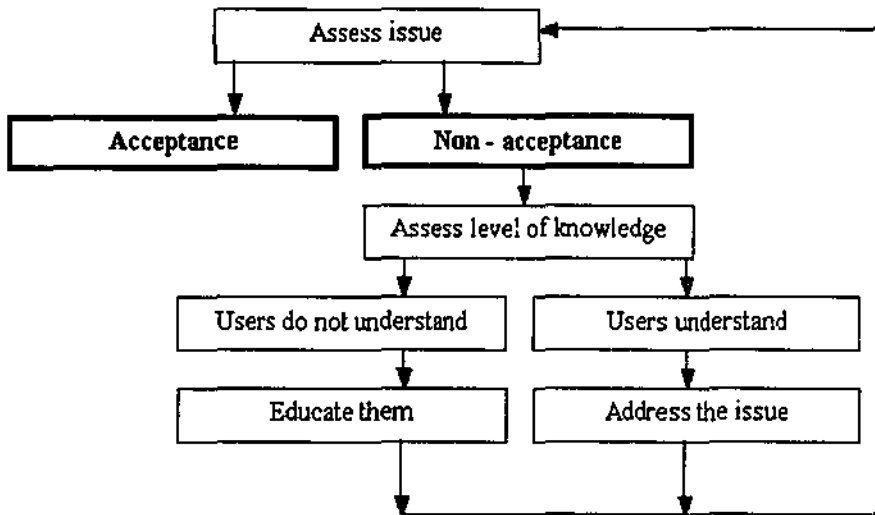 Assess issue
Acceptance
Non - acceptance
Assess level of knowledge
Users do not understand
Users understand
Educate them
Address the issue